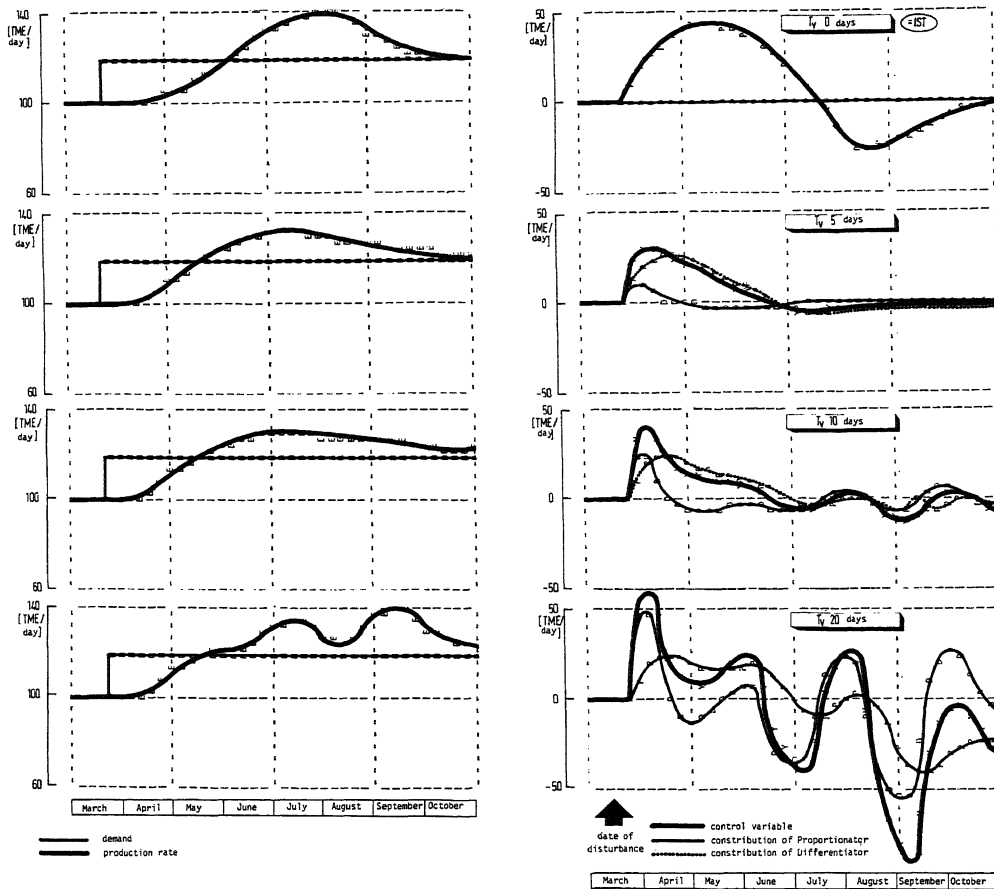 140
[TME/
day]
100
60
140
[TME/
day]
100
60
140
[TME/
day]
100
60
140
[TME/
day]
100
60
March April May June July August September October
demand
production rate
50
[TME/
day]
0
-50
Tv 0 days
=IST
50
[TME/
day]
0
-50
Tv 5 days
50
[TME/
day]
0
-50
Tv 10 days
50
[TME/
day]
0
-50
Tv 20 days
date of
disturbance
control variable
constribution of Proportionator
constribution of Differentiator
March April May June July August September October